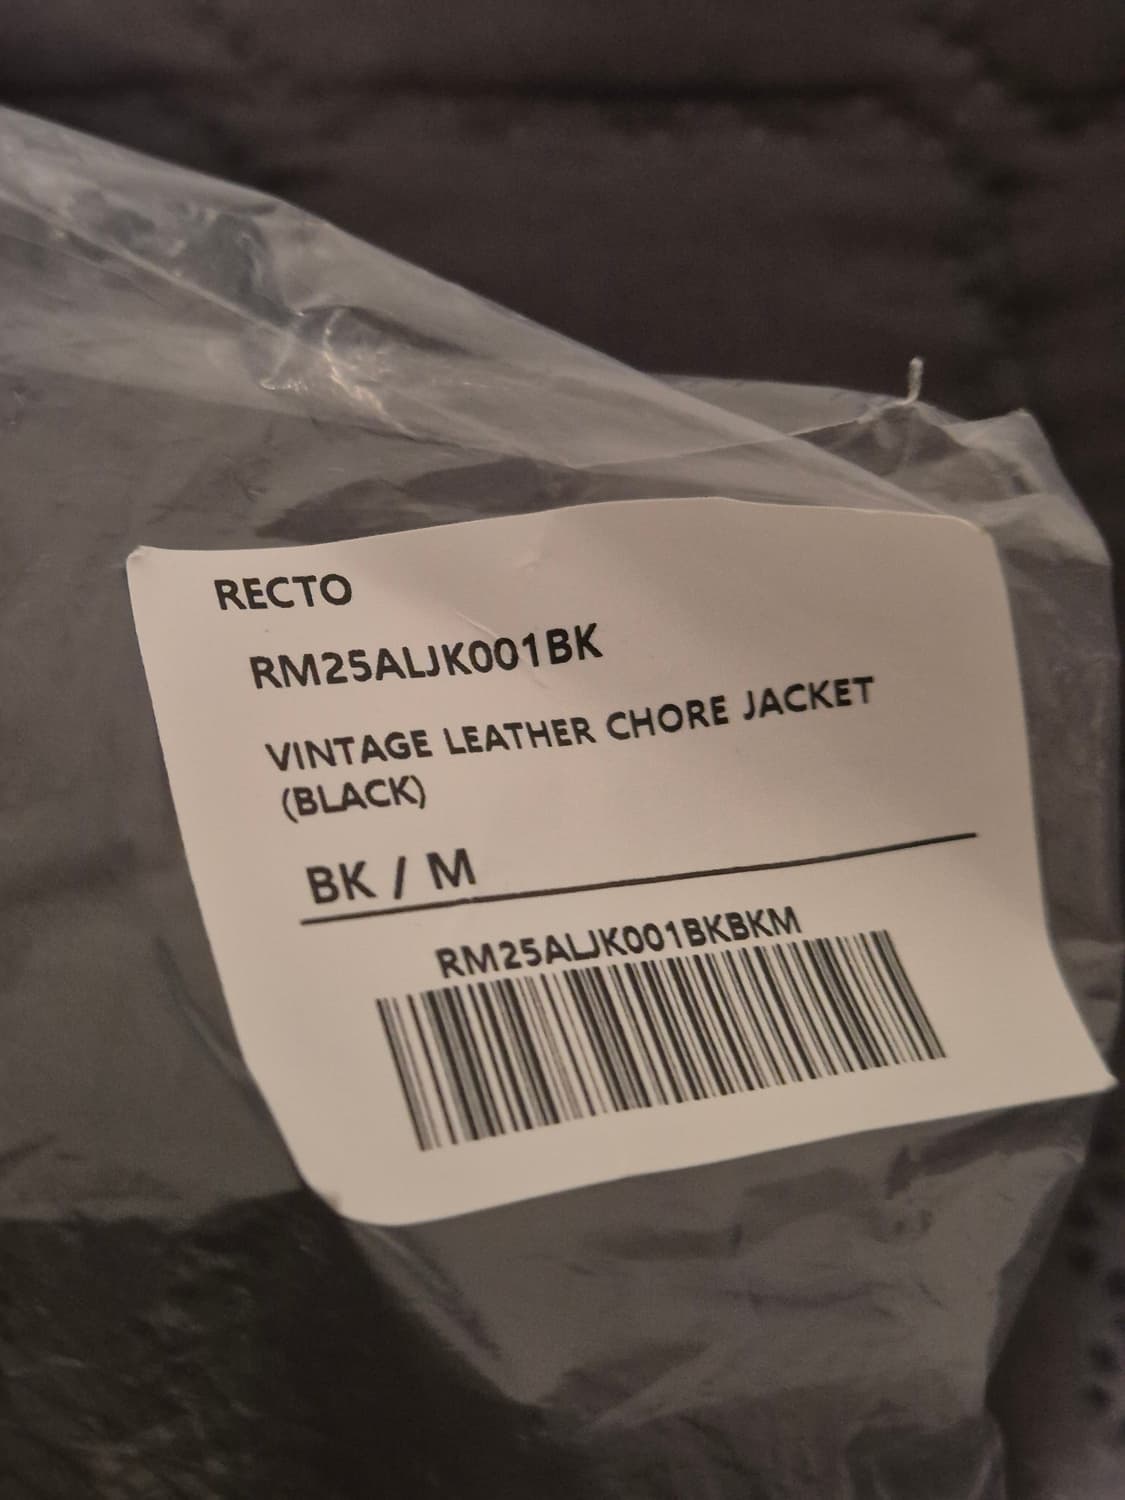 RECTO
RM25ALJK001BK
VINTAGE LEATHER CHORE JACKET
(BLACK)
BK / M
RM25ALJK001BKBKM